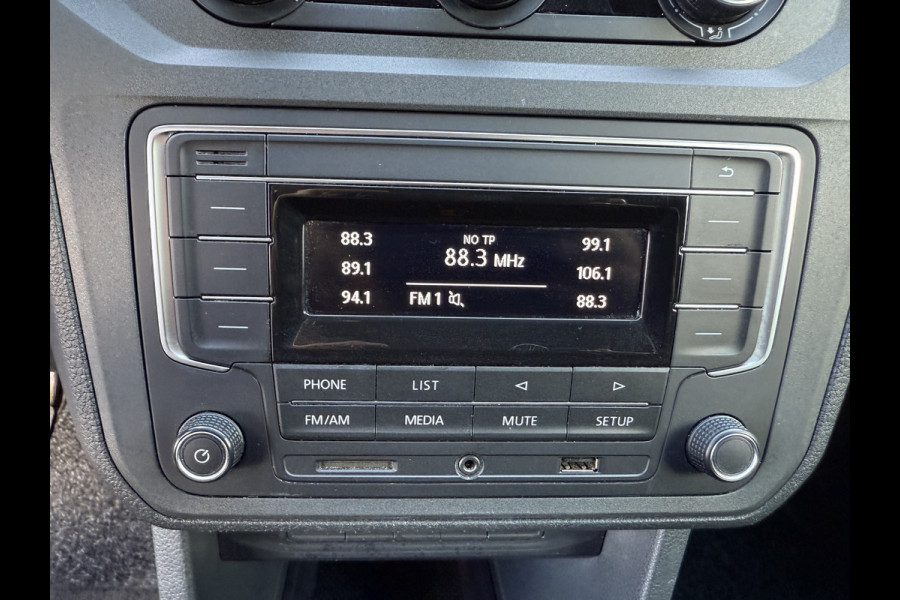 88.3 NO TP 99.1
88.3 MHz
89.1 106.1
94.1 FM 1 88.3
PHONE LIST
FM/AM MEDIA MUTE SETUP